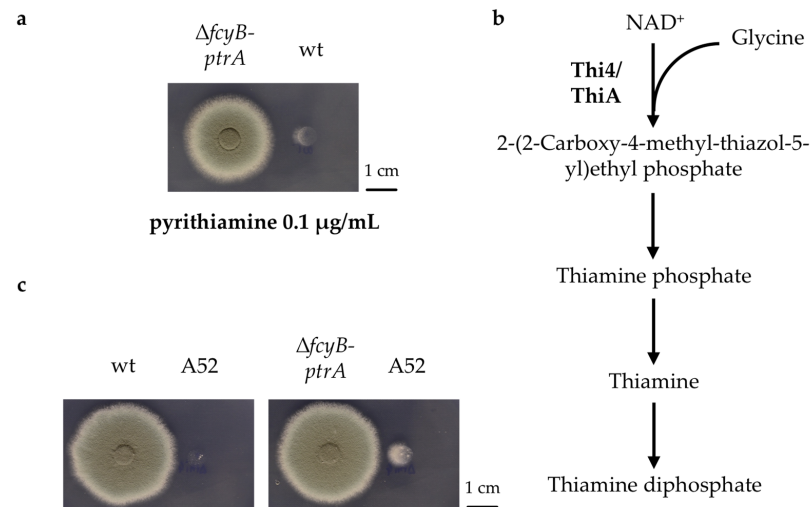 a
ΔfcyB-
ptrA
wt
1 cm
pyrithiamine 0.1 µg/mL
b
NAD⁺
Glycine
Thi4/
ThiA
2-(2-Carboxy-4-methyl-thiazol-5-
yl)ethyl phosphate
Thiamine phosphate
Thiamine
Thiamine diphosphate
c
wt
A52
ΔfcyB-
ptrA
A52
1 cm